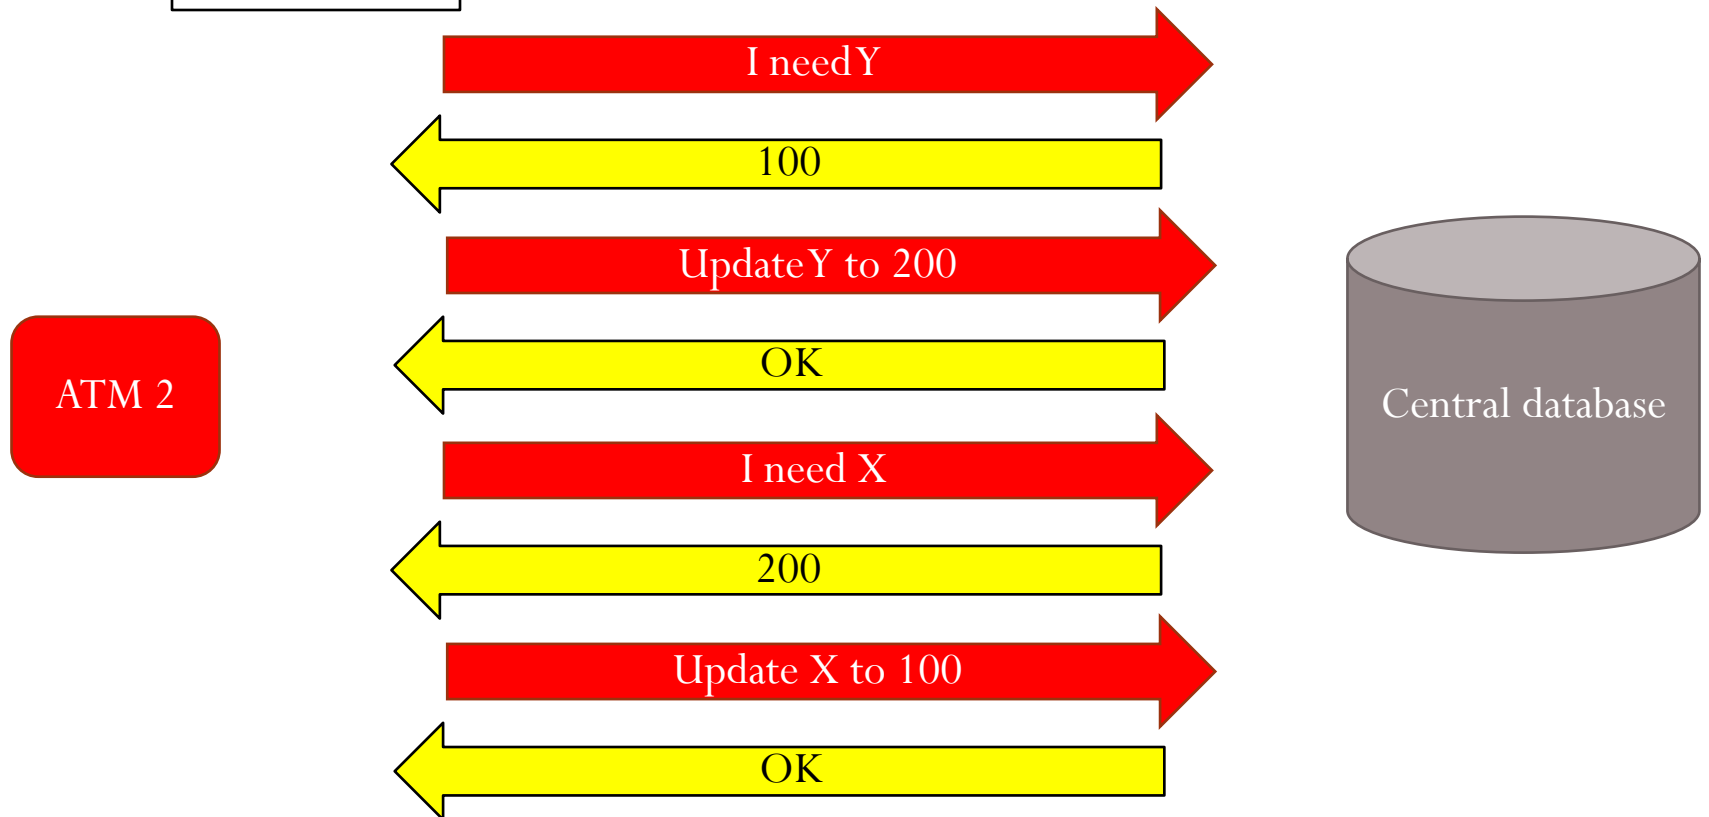 I need Y
100
Update Y to 200
OK
ATM 2
Central database
I need X
200
Update X to 100
OK